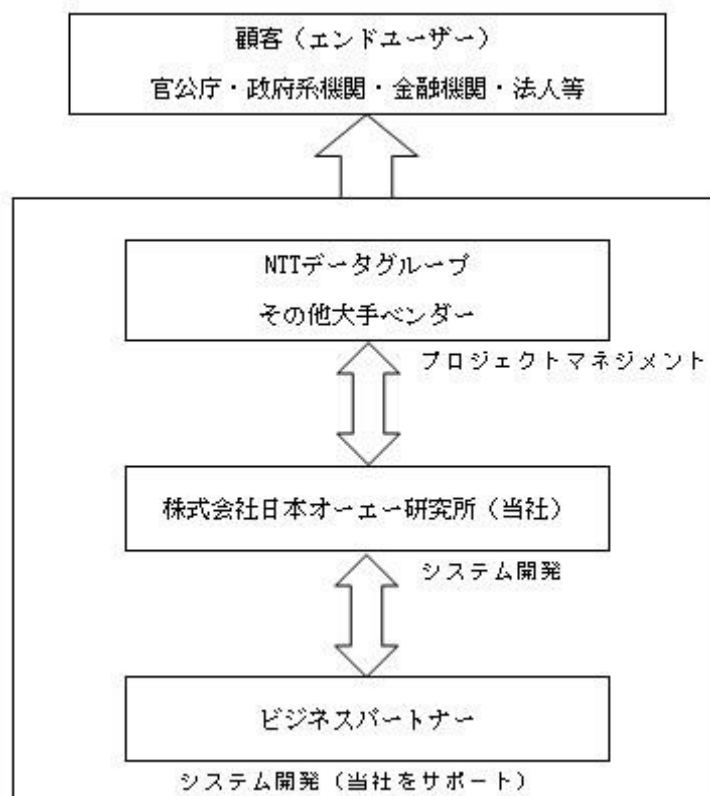 顧客（エンドユーザー）
官公庁・政府系機関・金融機関・法人等
NTTデータグループ
その他大手ベンダー
プロジェクトマネジメント
株式会社日本オーエー研究所（当社）
システム開発
ビジネスパートナー
システム開発（当社をサポート）